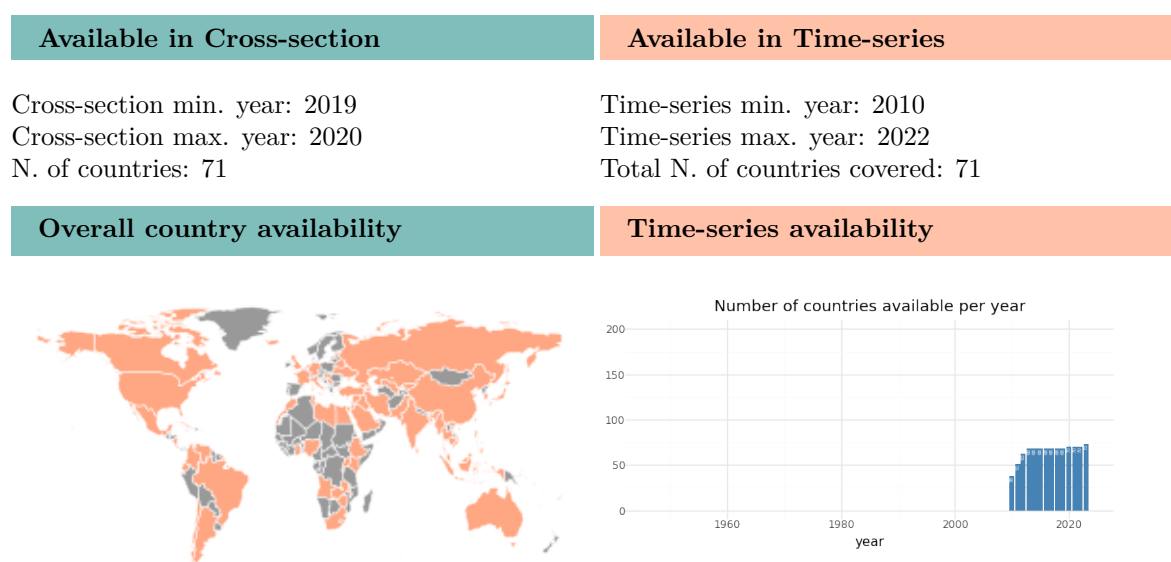 Available in Cross-section
Available in Time-series
Cross-section min. year: 2019
Cross-section max. year: 2020
N. of countries: 71
Time-series min. year: 2010
Time-series max. year: 2022
Total N. of countries covered: 71
Overall country availability
Time-series availability
Number of countries available per year
200
150
100
50
0
1960
1980
2000
2020
year